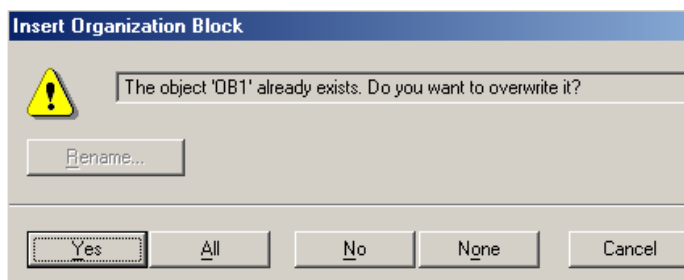 Insert Organization Block
The object 'OB1' already exists. Do you want to overwrite it?
Rename...
Yes All No None Cancel